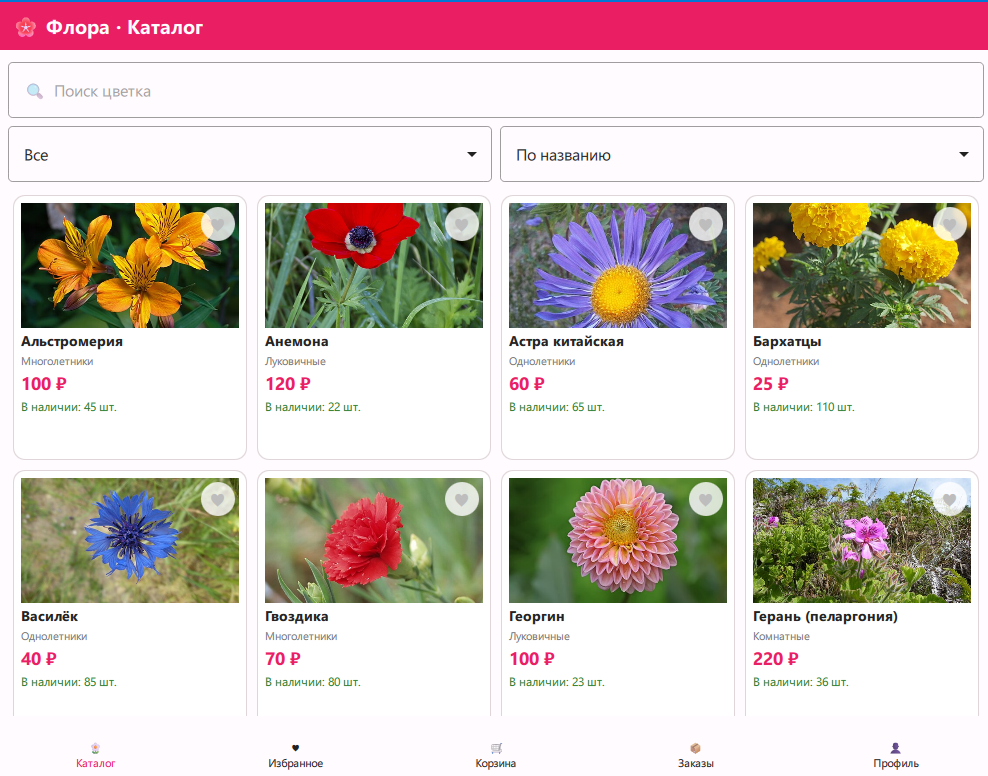 Флора · Каталог
Поиск цветка
Все
По названию
Альстромерия
Многолетники
100 ₽
В наличии: 45 шт.
Анемона
Луковичные
120 ₽
В наличии: 22 шт.
Астра китайская
Однолетники
60 ₽
В наличии: 65 шт.
Бархатцы
Однолетники
25 ₽
В наличии: 110 шт.
Василёк
Однолетники
40 ₽
В наличии: 85 шт.
Гвоздика
Многолетники
70 ₽
В наличии: 80 шт.
Георгин
Луковичные
100 ₽
В наличии: 23 шт.
Герань (пеларгония)
Комнатные
220 ₽
В наличии: 36 шт.
Каталог
Избранное
Корзина
Заказы
Профиль